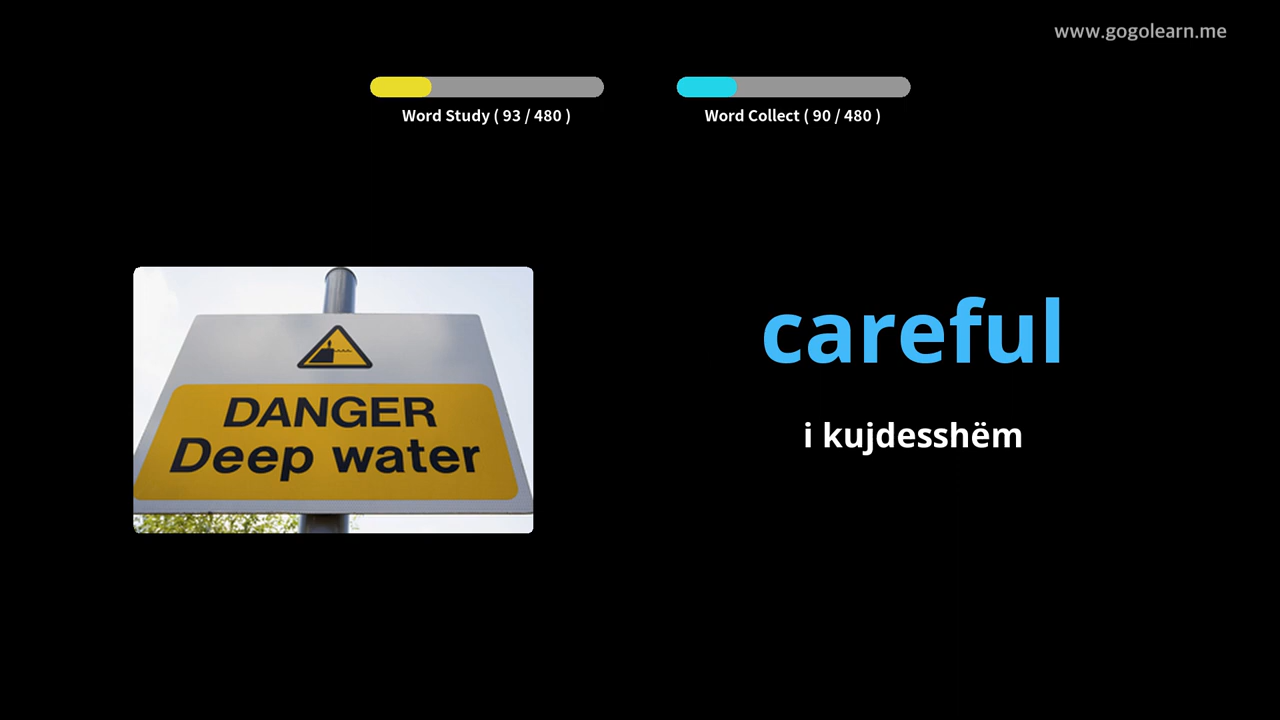 www.gogolearn.me
Word Study ( 93 / 480 )
Word Collect ( 90 / 480 )
DANGER
Deep water
careful
i kujdesshëm